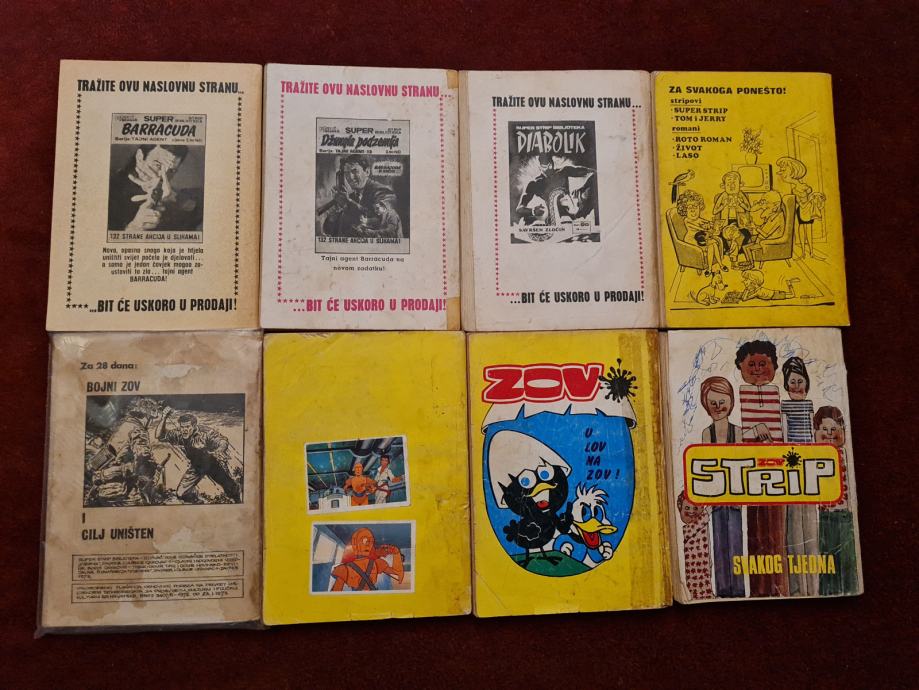 TRAŽITE OVU NASLOVNU STRANU...
SUPER
BARRACUDA
Serija: TAJNI AGENT
132 STRANE AKCIJA U SLIKAMA!
Nova, opasna snaga koja je htjela
uništiti svijet počela je djelovati...
a samo je jedan čovjek mogao za-
ustaviti to zlo... tajni agent
BARRACUDA!
...BIT ĆE USKORO U PRODAJI!
TRAŽITE OVU NASLOVNU STRANU...
SUPER
Džungla podzemlja
Serija: TAJNI AGENT
BARRACUDA
132 STRANE AKCIJA U SLIKAMA!
Tajni agent Barracuda na
novom zadatku!
...BIT ĆE USKORO U PRODAJI!
TRAŽITE OVU NASLOVNU STRANU...
SUPER STRIP BIBLIOTEKA
DIABOLIK
SAVRŠEN ZLOČIN
...BIT ĆE USKORO U PRODAJI!
ZA SVAKOGA PONEŠTO!
stripovi
· SUPER STRIP
· TOM i JERRY
romani
· ROTO ROMAN
· ŽIVOT
· LASO
Za 28 dana:
BOJNI ZOV
I
CILJ UNIŠTEN
SUPER STRIP BIBLIOTEKA
ZOV
U
LOV
NA
ZOV!
ZOV
STRIP
SVAKOG TJEDNA